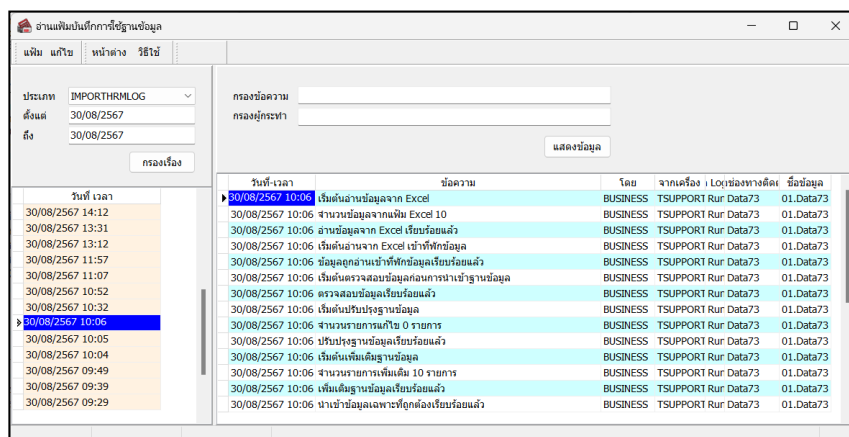 อ่านแฟ้มบันทึกการใช้ฐานข้อมูล
แฟ้ม แก้ไข หน้าต่าง วิธีใช้
ประเภท IMPORTHRMLOG
ตั้งแต่ 30/08/2567
ถึง 30/08/2567
กรองเรื่อง
กรองข้อความ
กรองผู้กระทำ
แสดงข้อมูล
วันที่ เวลา
30/08/2567 14:12
30/08/2567 13:31
30/08/2567 13:12
30/08/2567 11:57
30/08/2567 11:07
30/08/2567 10:52
30/08/2567 10:32
30/08/2567 10:06
30/08/2567 10:05
30/08/2567 10:04
30/08/2567 09:49
30/08/2567 09:39
30/08/2567 09:29
วันที่-เวลา ข้อความ โดย จากเครื่อง Log ช่องทางติดต ชื่อข้อมูล
30/08/2567 10:06 เริ่มต้นอ่านข้อมูลจาก Excel BUSINESS TSUPPORT Rur Data73 01.Data73
30/08/2567 10:06 จำนวนข้อมูลจากแฟ้ม Excel 10 BUSINESS TSUPPORT Rur Data73 01.Data73
30/08/2567 10:06 อ่านข้อมูลจาก Excel เรียบร้อยแล้ว BUSINESS TSUPPORT Rur Data73 01.Data73
30/08/2567 10:06 เริ่มต้นอ่านจาก Excel เข้าที่พักข้อมูล BUSINESS TSUPPORT Rur Data73 01.Data73
30/08/2567 10:06 ข้อมูลถูกอ่านเข้าที่พักข้อมูลเรียบร้อยแล้ว BUSINESS TSUPPORT Rur Data73 01.Data73
30/08/2567 10:06 เริ่มต้นตรวจสอบข้อมูลก่อนการนำเข้าฐานข้อมูล BUSINESS TSUPPORT Rur Data73 01.Data73
30/08/2567 10:06 ตรวจสอบข้อมูลเรียบร้อยแล้ว BUSINESS TSUPPORT Rur Data73 01.Data73
30/08/2567 10:06 เริ่มต้นปรับปรุงฐานข้อมูล BUSINESS TSUPPORT Rur Data73 01.Data73
30/08/2567 10:06 จำนวนรายการแก้ไข 0 รายการ BUSINESS TSUPPORT Rur Data73 01.Data73
30/08/2567 10:06 ปรับปรุงฐานข้อมูลเรียบร้อยแล้ว BUSINESS TSUPPORT Rur Data73 01.Data73
30/08/2567 10:06 เริ่มต้นเพิ่มเติมฐานข้อมูล BUSINESS TSUPPORT Rur Data73 01.Data73
30/08/2567 10:06 จำนวนรายการเพิ่มเติม 10 รายการ BUSINESS TSUPPORT Rur Data73 01.Data73
30/08/2567 10:06 เพิ่มเติมฐานข้อมูลเรียบร้อยแล้ว BUSINESS TSUPPORT Rur Data73 01.Data73
30/08/2567 10:06 นำเข้าข้อมูลเฉพาะที่ถูกต้องเรียบร้อยแล้ว BUSINESS TSUPPORT Rur Data73 01.Data73